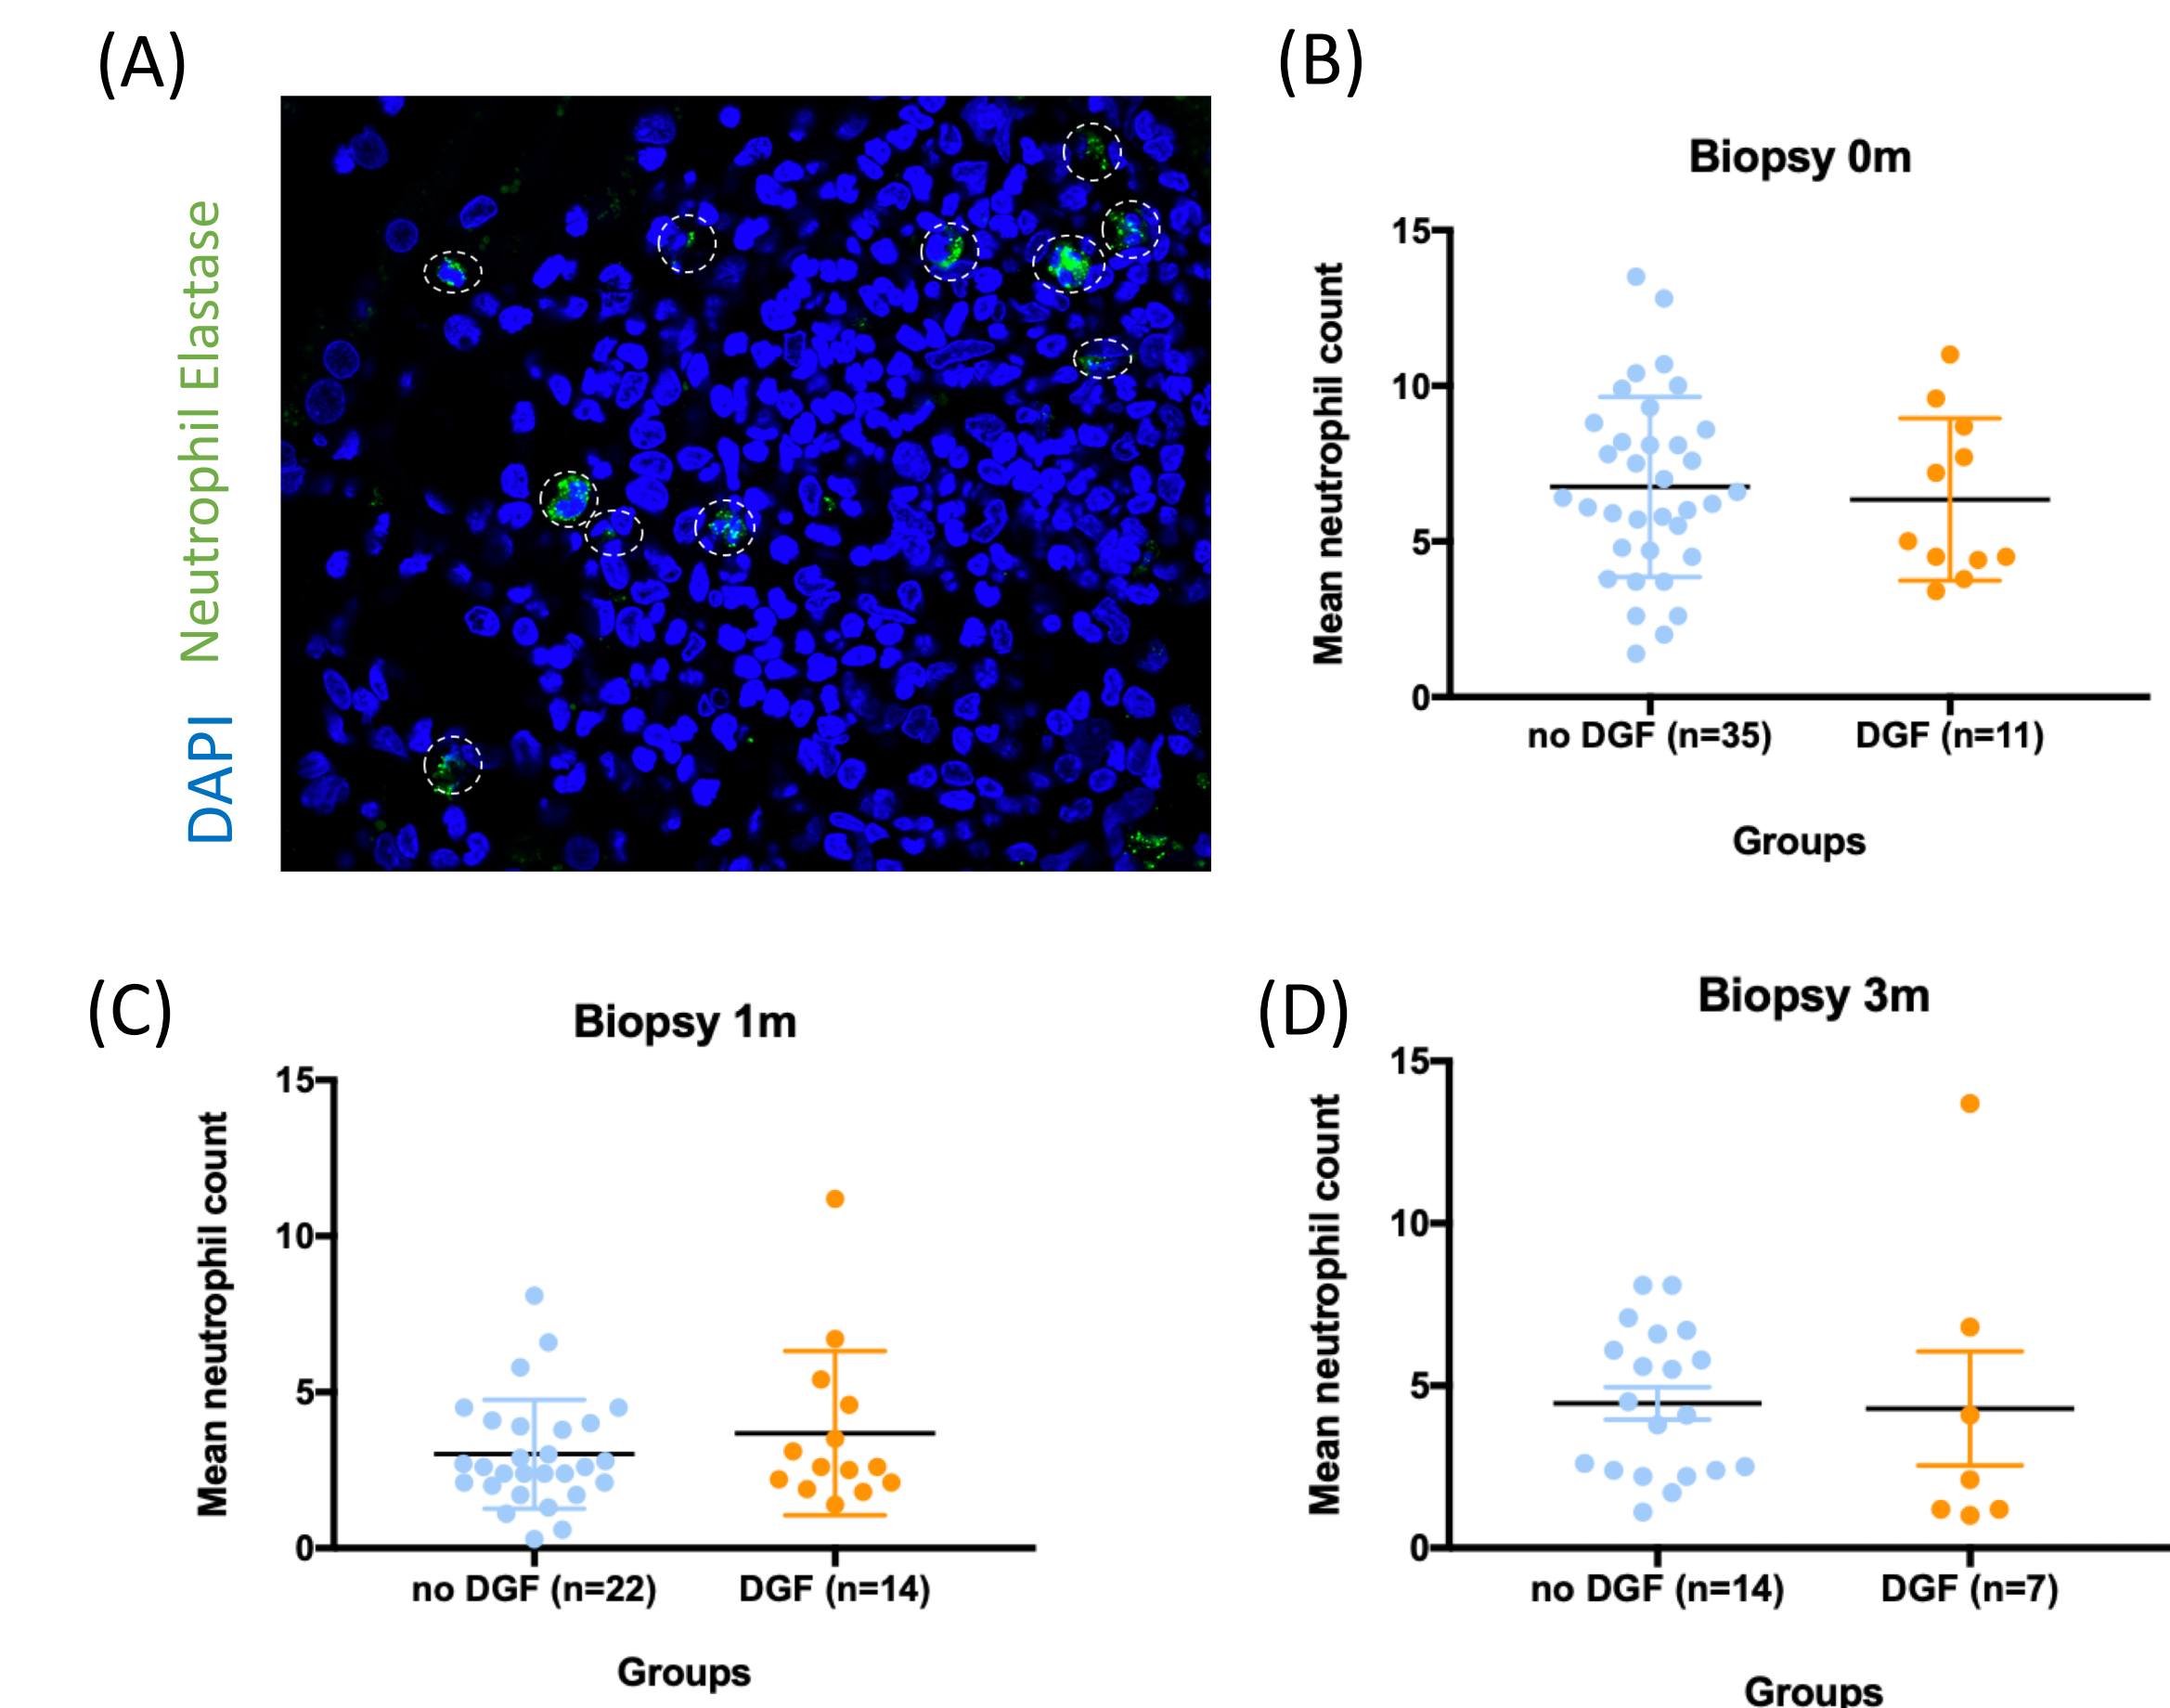 (A)
DAPI Neutrophil Elastase
(B)
Biopsy 0m
Mean neutrophil count
15
10
5
0
no DGF (n=35) DGF (n=11)
Groups
(C)
Biopsy 1m
Mean neutrophil count
15
10
5
0
no DGF (n=22) DGF (n=14)
Groups
(D)
Biopsy 3m
Mean neutrophil count
15
10
5
0
no DGF (n=14) DGF (n=7)
Groups